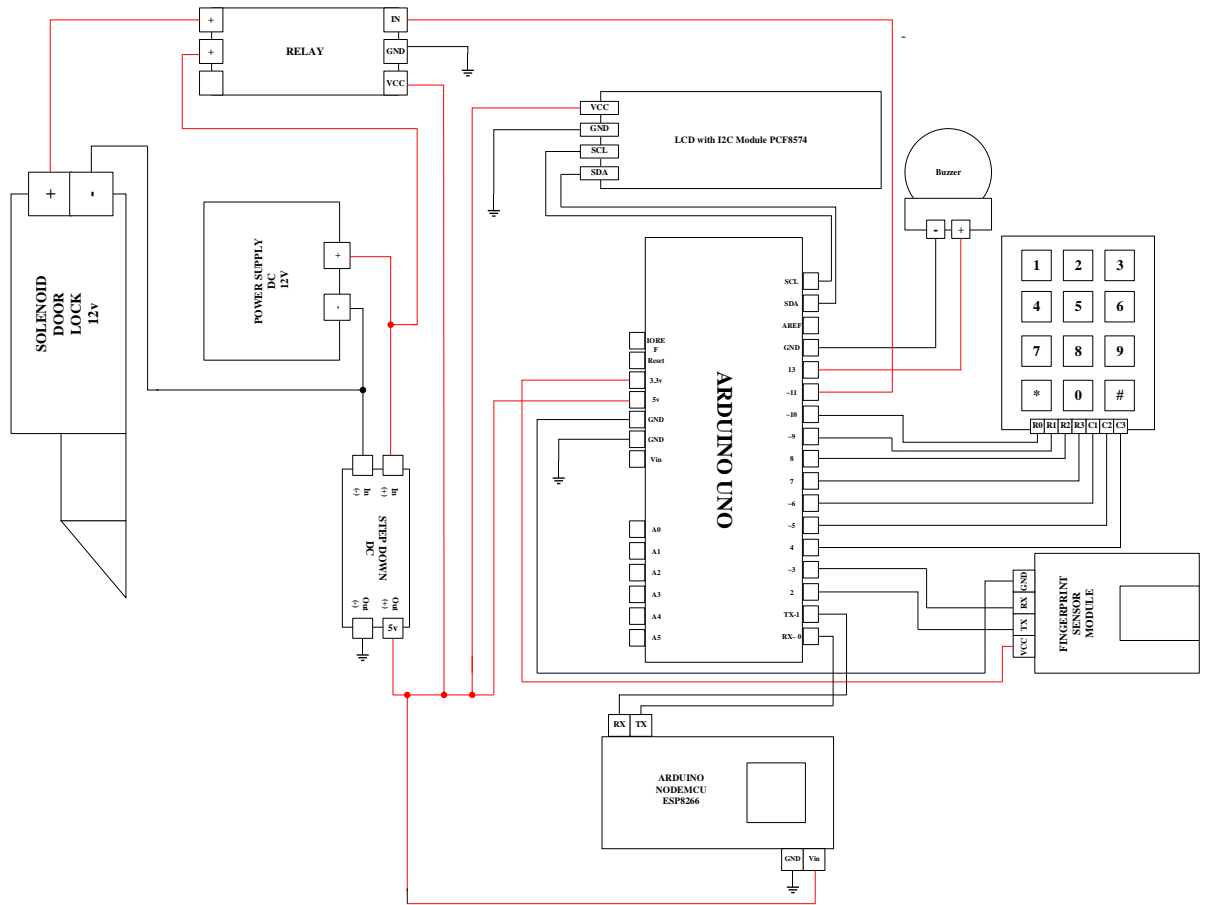 +
IN
RELAY
+
GND
VCC
VCC
GND
LCD with I2C Module PCF8574
SCL
SDA
Buzzer
-
+
+
-
SOLENOID
DOOR
LOCK
12v
POWER SUPPLY
DC
12V
+
-
1
2
3
4
5
6
7
8
9
*
0
#
R0
R1
R2
R3
C1
C2
C3
ARDUINO UNO
IORE
F
Reset
3.3v
5v
GND
GND
Vin
A0
A1
A2
A3
A4
A5
SCL
SDA
AREF
GND
13
~11
~10
~9
8
7
~6
~5
4
~3
2
TX-1
RX- 0
In
(-)
In
(+)
STEP DOWN
DC
Out
(-)
Out
(+)
5v
GND
RX
TX
VCC
FINGERPRINT
SENSOR
MODULE
RX
TX
ARDUINO
NODEMCU
ESP8266
GND
Vin